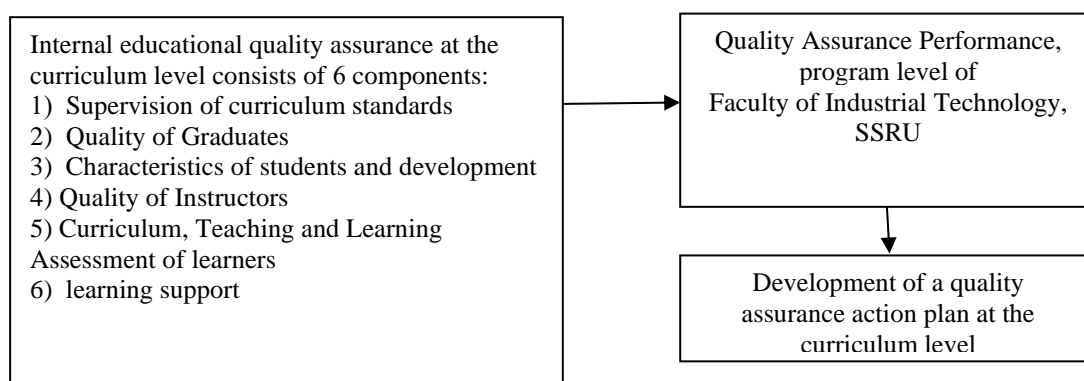 Internal educational quality assurance at the
curriculum level consists of 6 components:
1) Supervision of curriculum standards
2) Quality of Graduates
3) Characteristics of students and development
4) Quality of Instructors
5) Curriculum, Teaching and Learning
Assessment of learners
6) learning support
Quality Assurance Performance,
program level of
Faculty of Industrial Technology,
SSRU
Development of a quality
assurance action plan at the
curriculum level